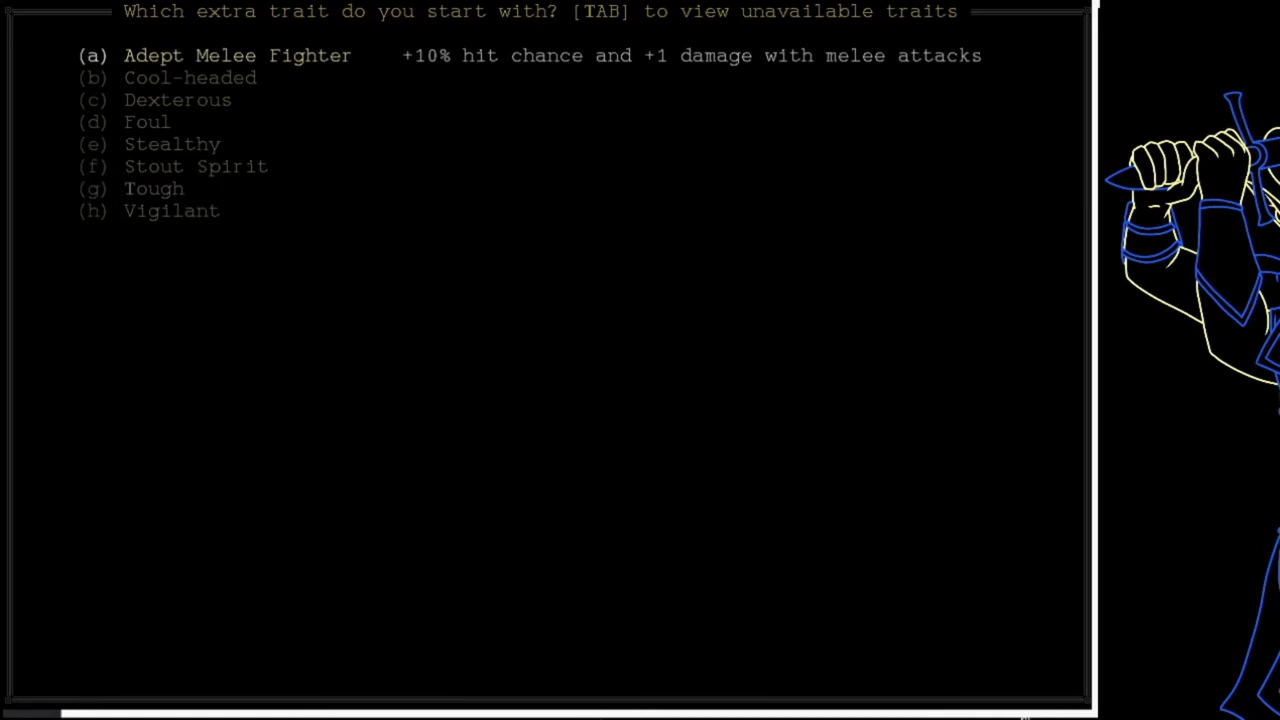 Which extra trait do you start with? [TAB] to view unavailable traits
(a) Adept Melee Fighter +10% hit chance and +1 damage with melee attacks
(b) Cool-headed
(c) Dexterous
(d) Foul
(e) Stealthy
(f) Stout Spirit
(g) Tough
(h) Vigilant